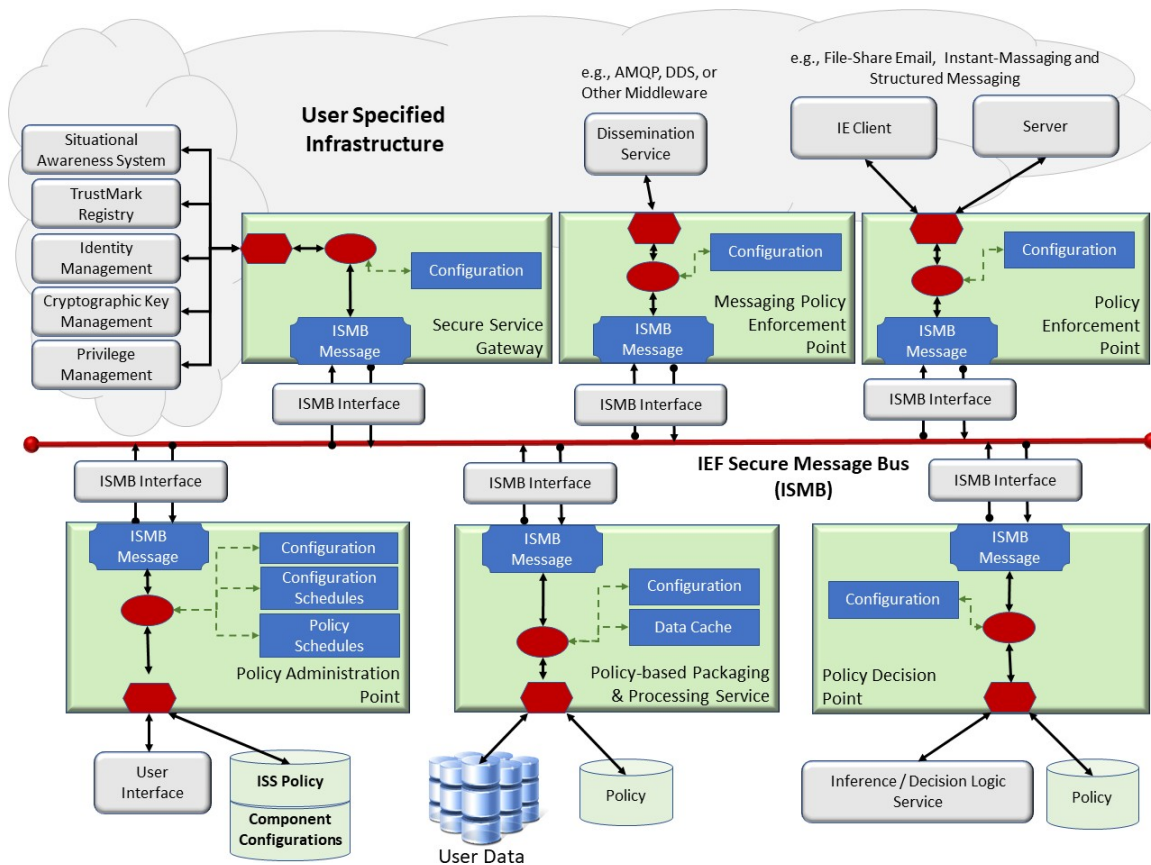 e.g., AMQP, DDS, or
Other Middleware
e.g., File-Share Email, Instant-Massaging and
Structured Messaging
User Specified
Infrastructure
Situational
Awareness System
TrustMark
Registry
Identity
Management
Cryptographic Key
Management
Privilege
Management
Dissemination
Service
IE Client
Server
Configuration
ISMB
Message
Secure Service
Gateway
Configuration
ISMB
Message
Messaging Policy
Enforcement
Point
Configuration
ISMB
Message
Policy
Enforcement
Point
ISMB Interface
ISMB Interface
ISMB Interface
IEF Secure Message Bus
(ISMB)
ISMB Interface
ISMB Interface
ISMB Interface
ISMB
Message
Configuration
Configuration
Schedules
Policy
Schedules
Policy Administration
Point
ISMB
Message
Configuration
Data Cache
Policy-based Packaging
& Processing Service
ISMB
Message
Configuration
Policy Decision
Point
User
Interface
ISS Policy
Component
Configurations
User Data
Policy
Inference / Decision Logic
Service
Policy